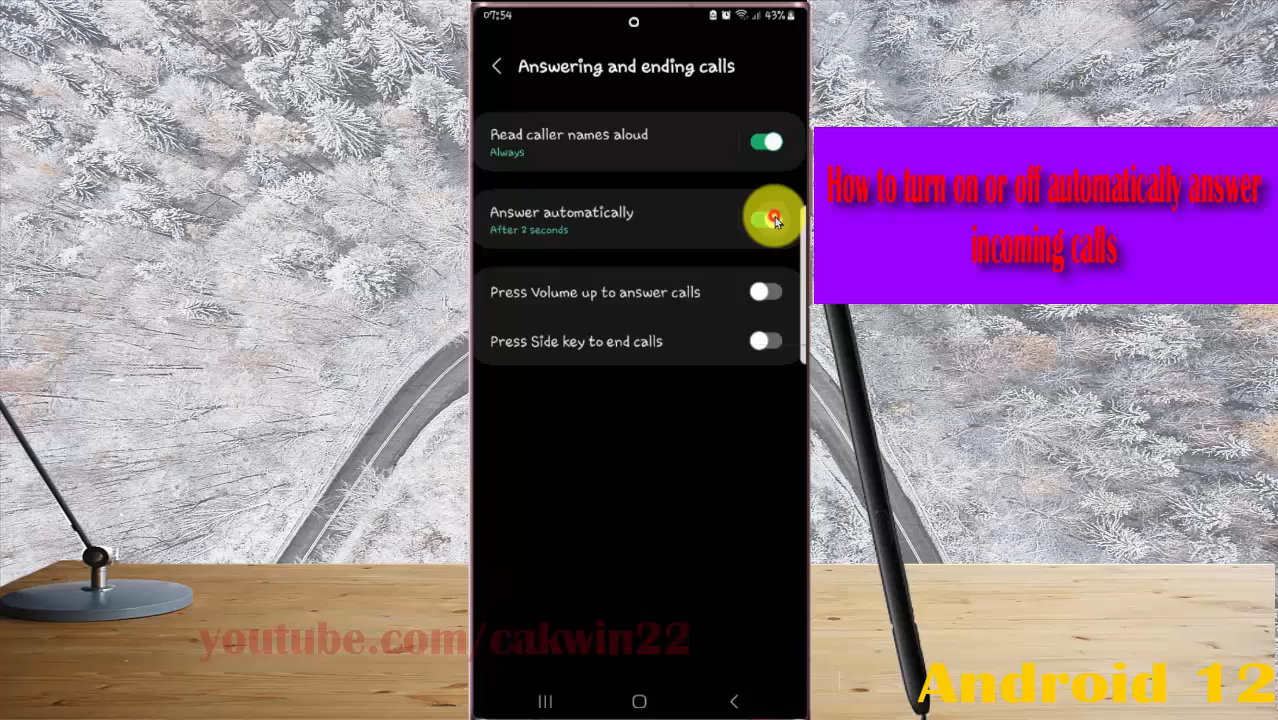 07:54
43%
Answering and ending calls
Read caller names aloud
Always
Answer automatically
After 2 seconds
Press Volume up to answer calls
Press Side key to end calls
How to turn on or off automatically answer
incoming calls
youtube.com/cakwin22
Android 12